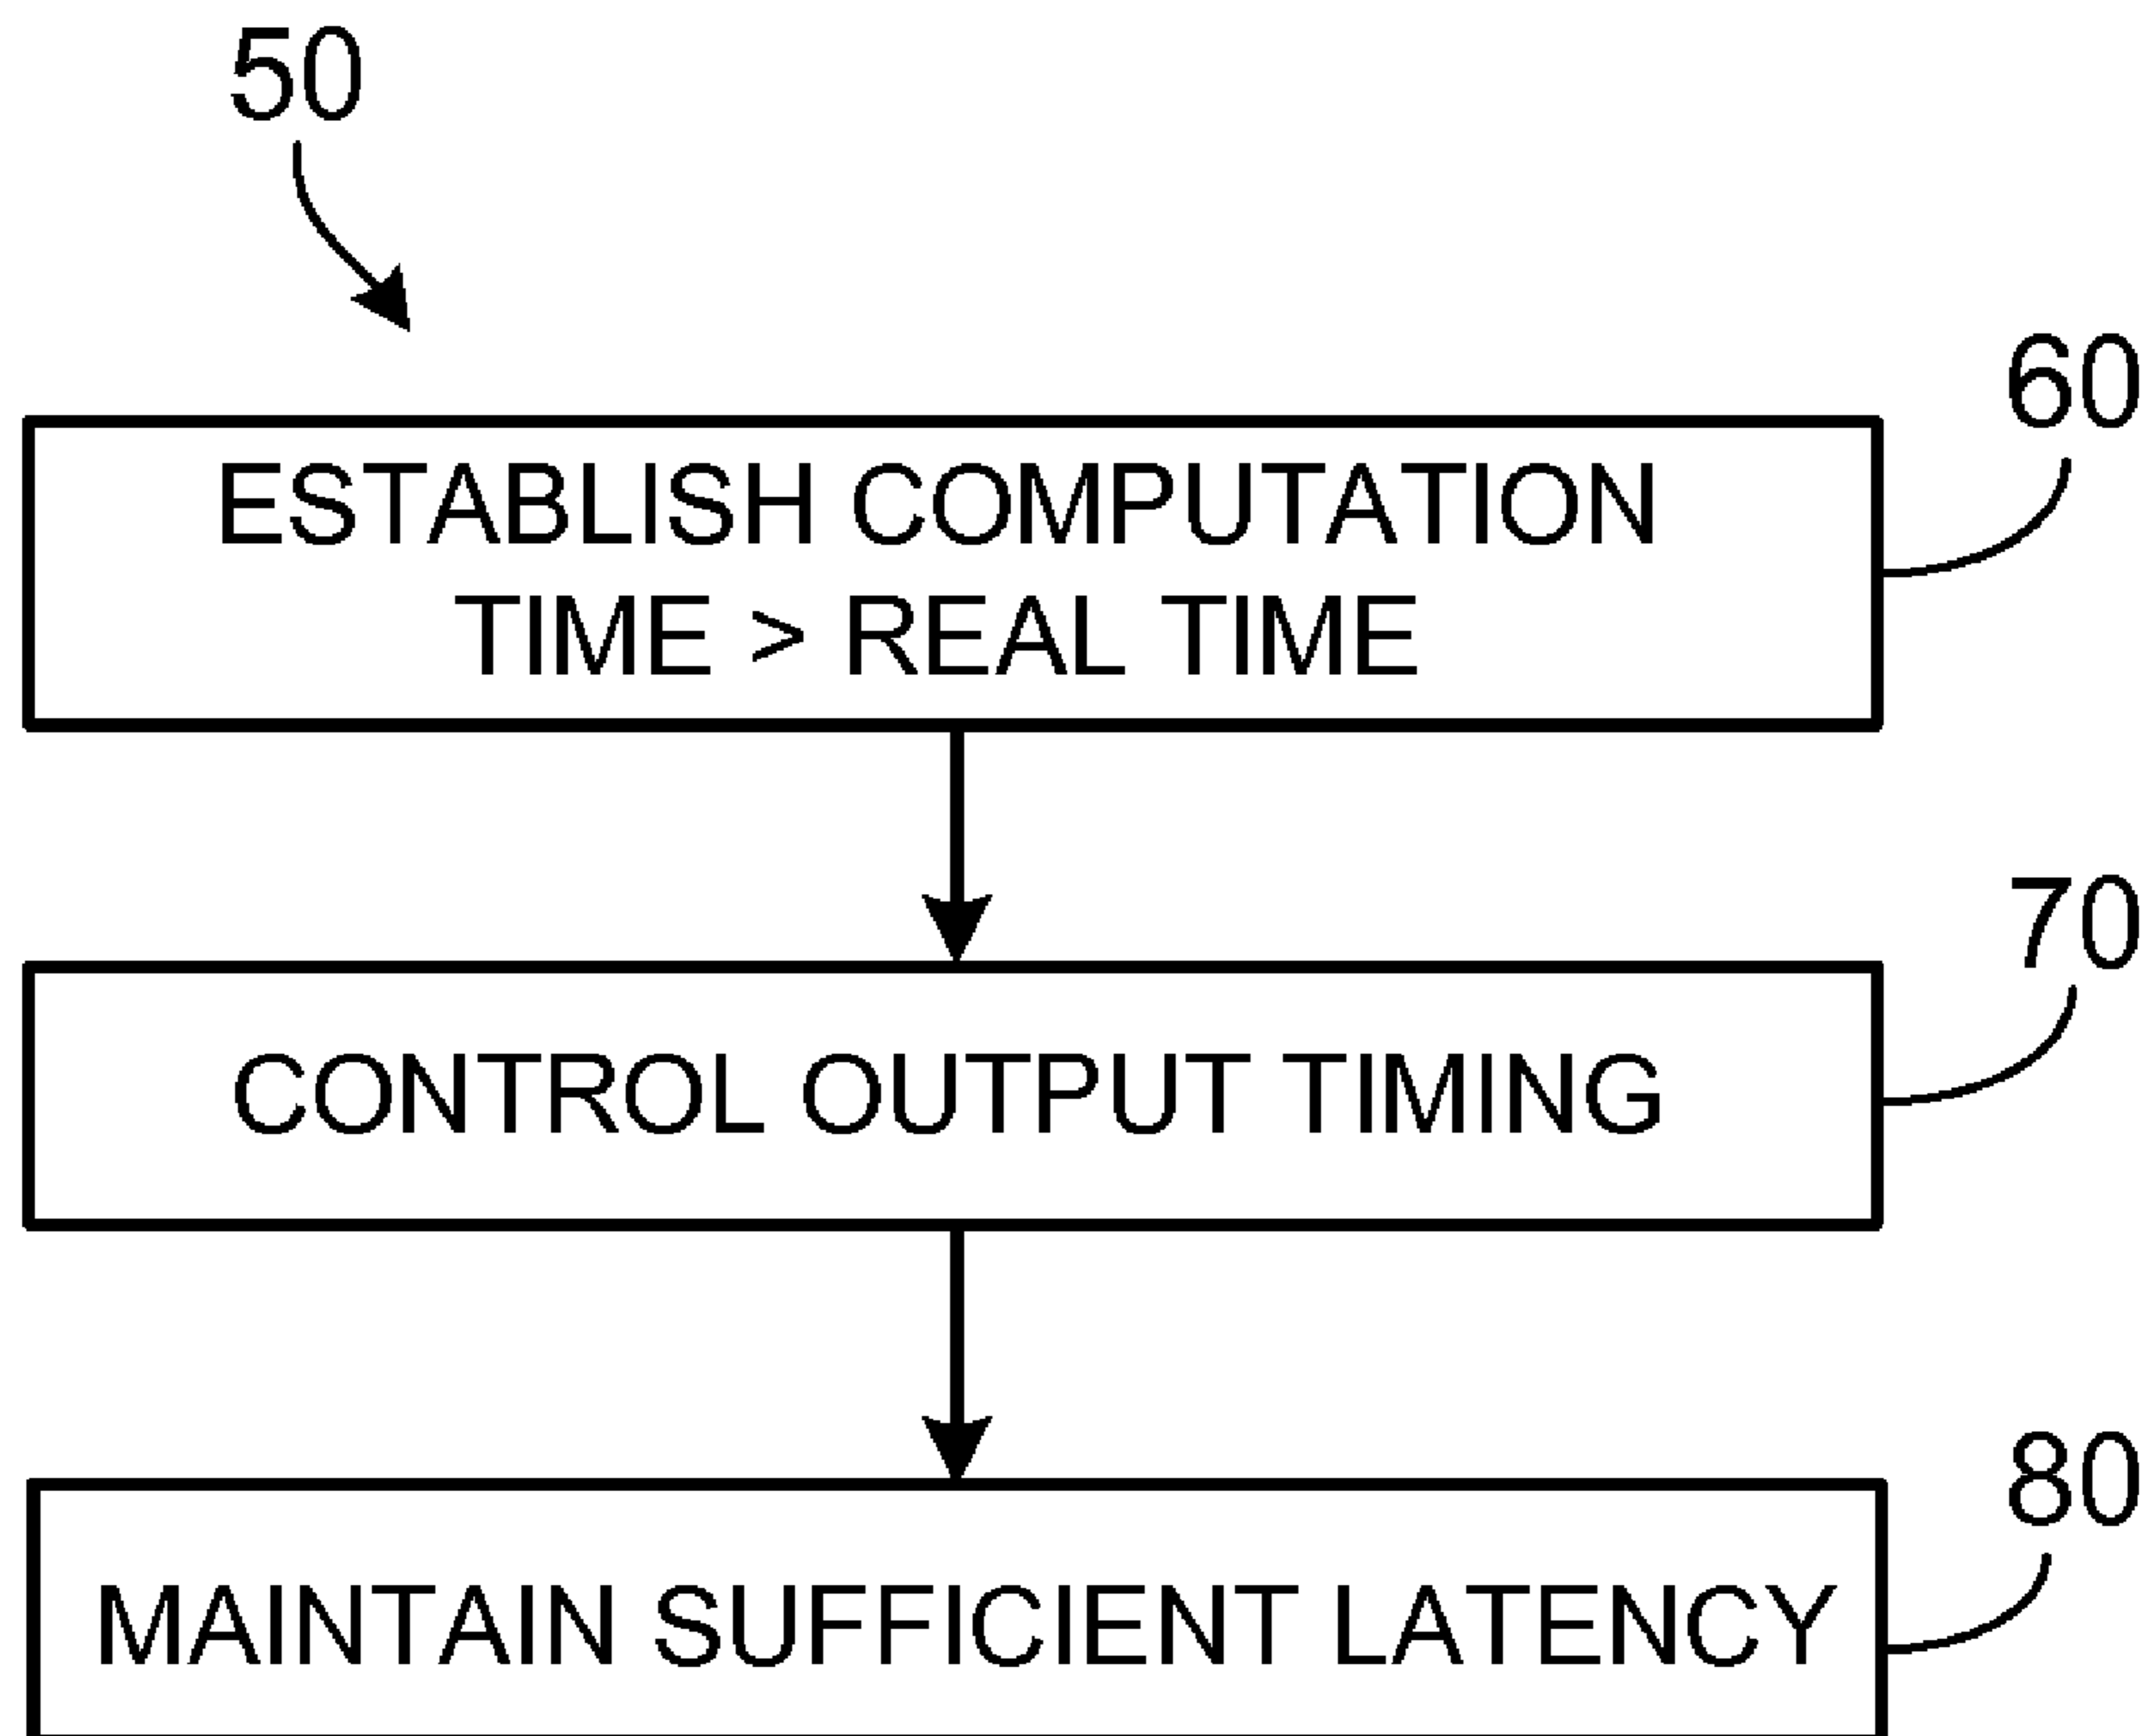 50
60
ESTABLISH COMPUTATION
TIME > REAL TIME
70
CONTROL OUTPUT TIMING
80
MAINTAIN SUFFICIENT LATENCY